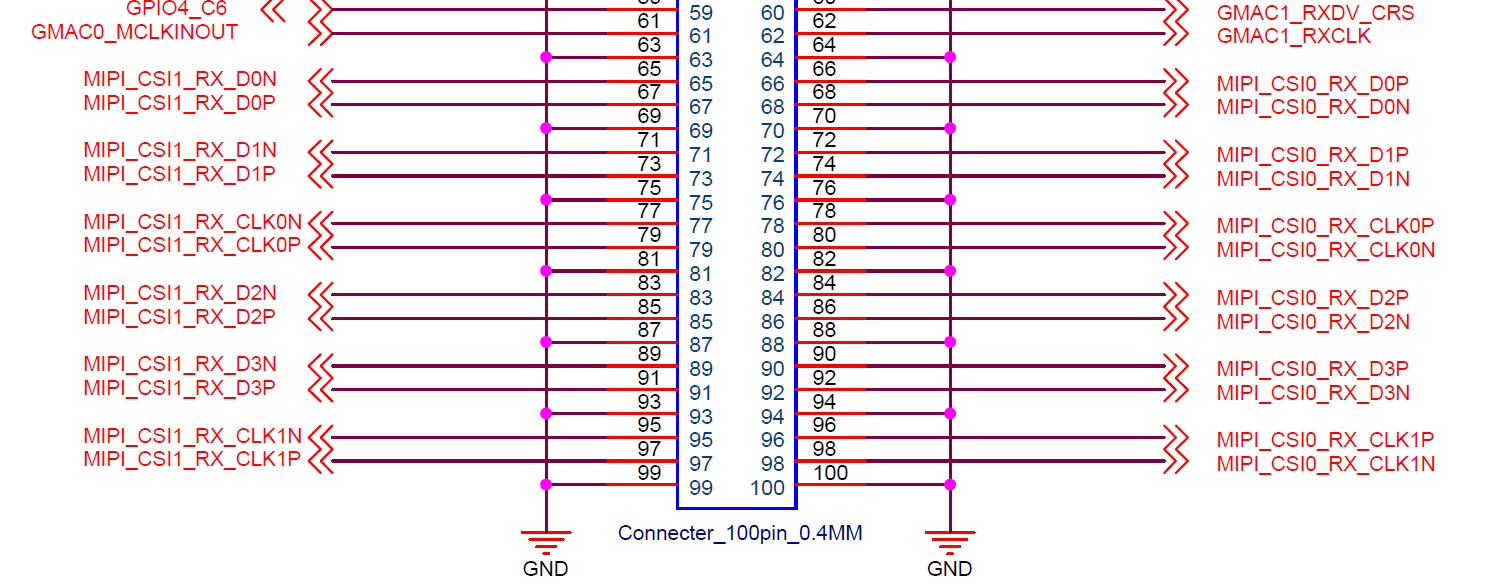 GPIO4_C6 59 60 GMAC1_RXDV_CRS
GMAC0_MCLKINOUT 61 61 62 62 GMAC1_RXCLK
63 63 64 64
MIPI_CSI1_RX_D0N 65 65 66 66 MIPI_CSI0_RX_D0P
MIPI_CSI1_RX_D0P 67 67 68 68 MIPI_CSI0_RX_D0N
69 69 70 70
MIPI_CSI1_RX_D1N 71 71 72 72 MIPI_CSI0_RX_D1P
MIPI_CSI1_RX_D1P 73 73 74 74 MIPI_CSI0_RX_D1N
75 75 76 76
MIPI_CSI1_RX_CLK0N 77 77 78 78 MIPI_CSI0_RX_CLK0P
MIPI_CSI1_RX_CLK0P 79 79 80 80 MIPI_CSI0_RX_CLK0N
81 81 82 82
MIPI_CSI1_RX_D2N 83 83 84 84 MIPI_CSI0_RX_D2P
MIPI_CSI1_RX_D2P 85 85 86 86 MIPI_CSI0_RX_D2N
87 87 88 88
MIPI_CSI1_RX_D3N 89 89 90 90 MIPI_CSI0_RX_D3P
MIPI_CSI1_RX_D3P 91 91 92 92 MIPI_CSI0_RX_D3N
93 93 94 94
MIPI_CSI1_RX_CLK1N 95 95 96 96 MIPI_CSI0_RX_CLK1P
MIPI_CSI1_RX_CLK1P 97 97 98 98 MIPI_CSI0_RX_CLK1N
99 99 100 100
Connecter_100pin_0.4MM
GND GND